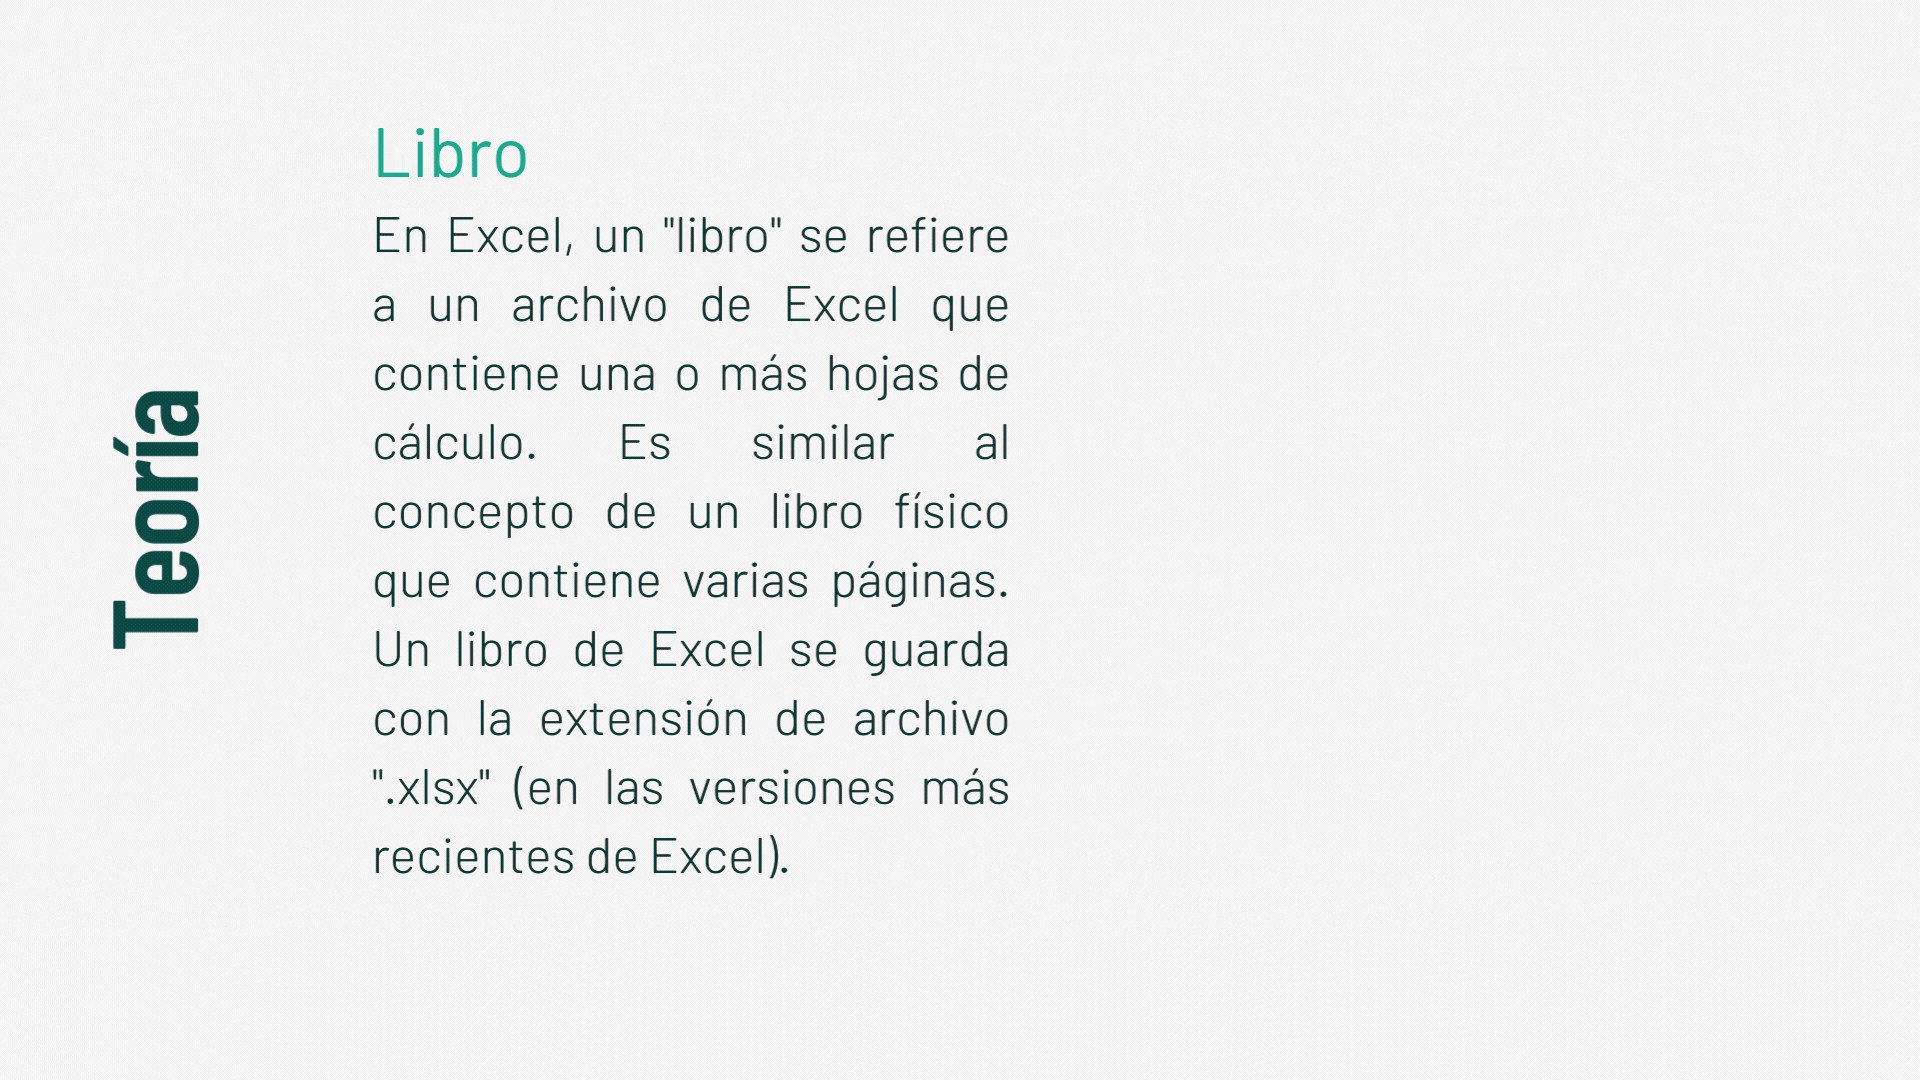 Teoría
Libro
En Excel, un "libro" se refiere
a un archivo de Excel que
contiene una o más hojas de
cálculo. Es similar al
concepto de un libro físico
que contiene varias páginas.
Un libro de Excel se guarda
con la extensión de archivo
".xlsx" (en las versiones más
recientes de Excel).